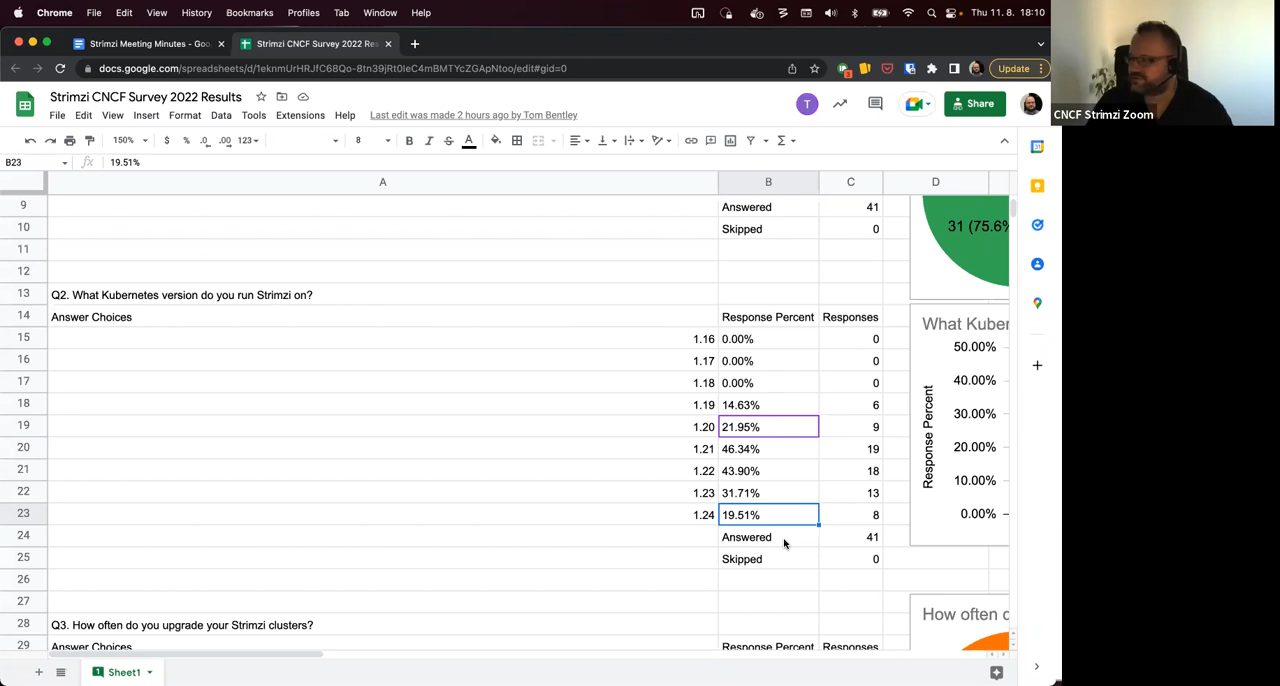 Chrome File Edit View History Bookmarks Profiles Tab Window Help Thu 11. 8. 18:10
Strimzi Meeting Minutes - Goo Strimzi CNCF Survey 2022 Res
docs.google.com/spreadsheets/d/1eknmUrHRJfC68Qo-8tn39jRt0IeC4mBMTYcZGApNtoo/edit#gid=0 Update
Strimzi CNCF Survey 2022 Results T Share
CNCF Strimzi Zoom
File Edit View Insert Format Data Tools Extensions Help Last edit was made 2 hours ago by Tom Bentley
150% $ % .0 .00 123 8 B I S A
B23 fx 19.51%
A B C D
9 Answered 41
10 Skipped 0 31 (75.6%
11
12
13 Q2. What Kubernetes version do you run Strimzi on?
14 Answer Choices Response Percent Responses What Kuber
15 1.16 0.00% 0 50.00%
16 1.17 0.00% 0
17 1.18 0.00% 0 40.00%
18 1.19 14.63% 6 30.00%
19 1.20 21.95% 9
20 1.21 46.34% 19 20.00%
21 1.22 43.90% 18 10.00%
22 1.23 31.71% 13
23 1.24 19.51% 8 0.00%
Response Percent
24 Answered 41
25 Skipped 0
26
27
28 Q3. How often do you upgrade your Strimzi clusters? How often d
29 Answer Choices Response Percent Responses
Sheet1